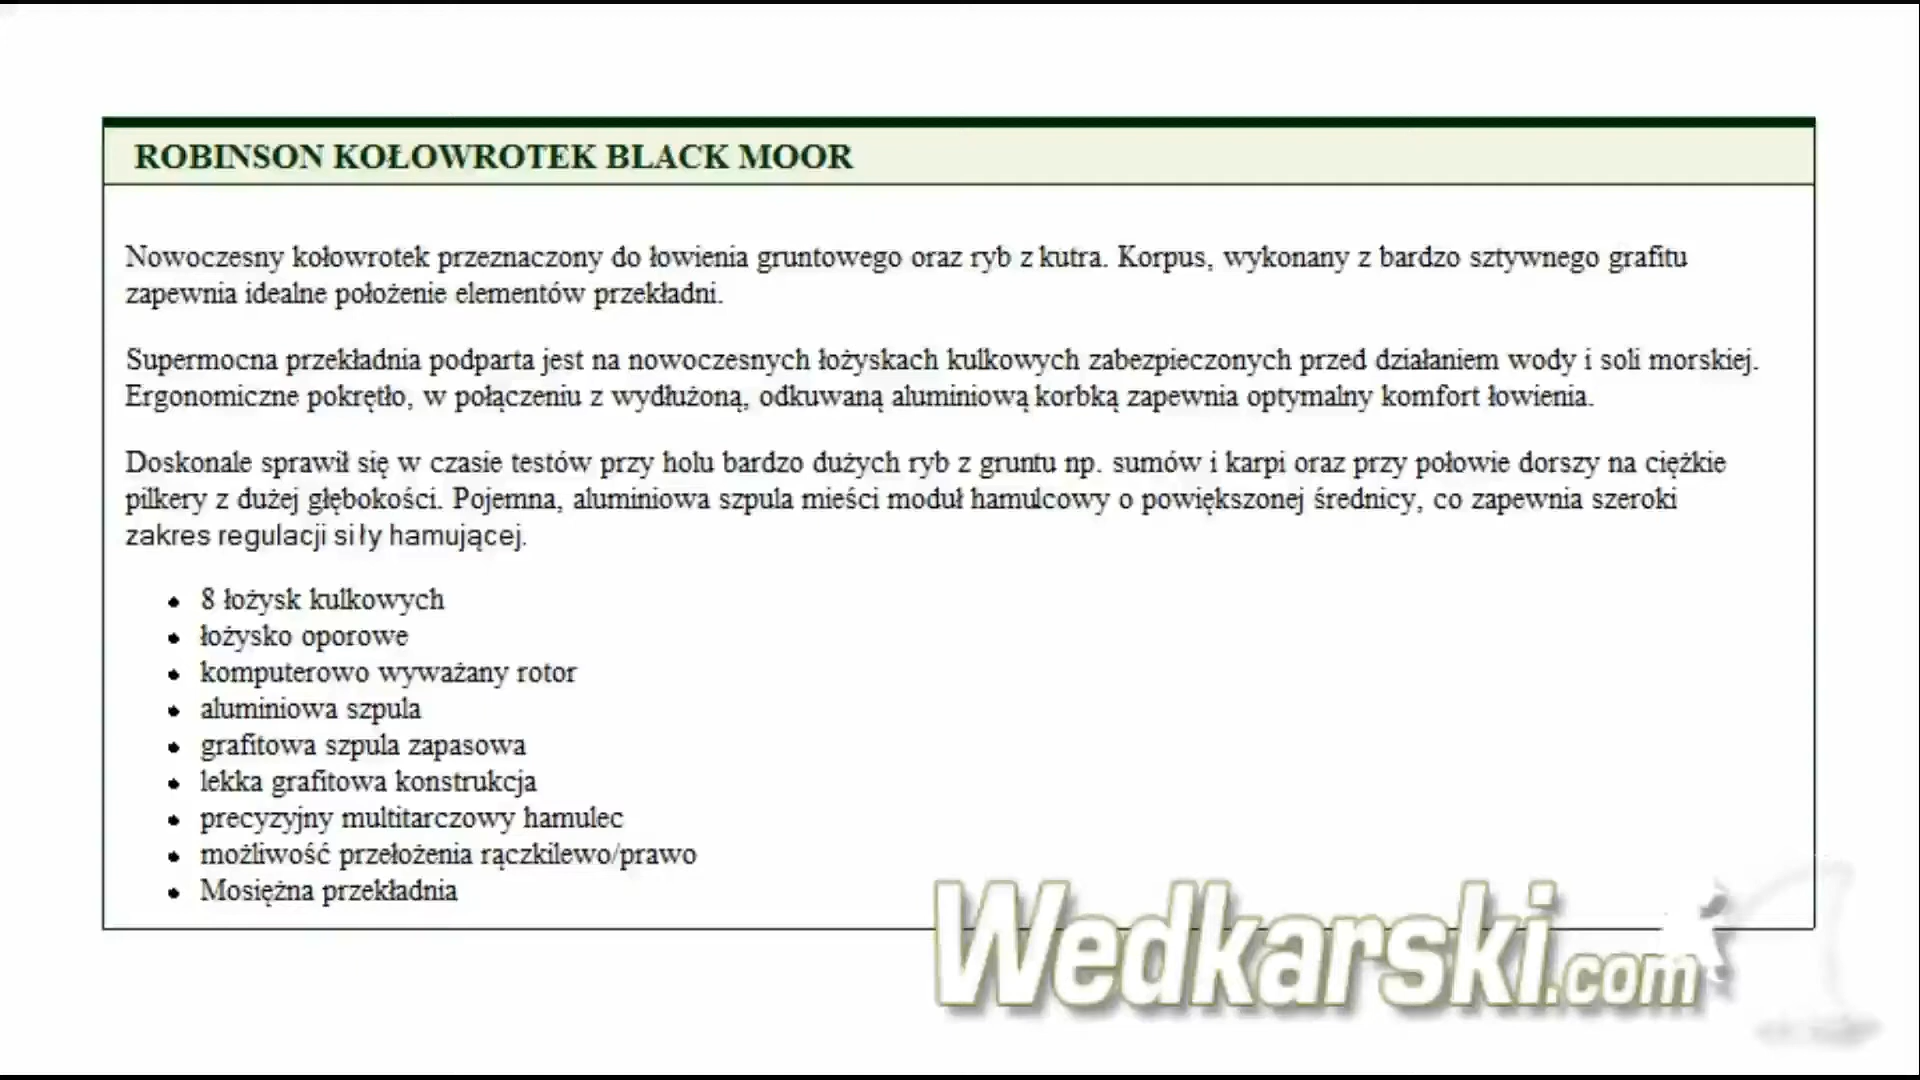 ROBINSON KOŁOWROTEK BLACK MOOR
Nowoczesny kołowrotek przeznaczony do łowienia gruntowego oraz ryb z kutra. Korpus, wykonany z bardzo sztywnego grafitu
zapewnia idealne położenie elementów przekładni.
Supermocna przekładnia podparta jest na nowoczesnych łożyskach kulkowych zabezpieczonych przed działaniem wody i soli morskiej.
Ergonomiczne pokrętło, w połączeniu z wydłużoną, odkuwaną aluminiową korbką zapewnia optymalny komfort łowienia.
Doskonale sprawił się w czasie testów przy holu bardzo dużych ryb z gruntu np. sumów i karpi oraz przy połowie dorszy na ciężkie
pilkery z dużej głębokości. Pojemna, aluminiowa szpula mieści moduł hamulcowy o powiększonej średnicy, co zapewnia szeroki
zakres regulacji siły hamującej.
• 8 łożysk kulkowych
• łożysko oporowe
• komputerowo wyważany rotor
• aluminiowa szpula
• grafitowa szpula zapasowa
• lekka grafitowa konstrukcja
• precyzyjny multitarczowy hamulec
• możliwość przełożenia rączkilewo/prawo
• Mosiężna przekładnia
Wedkarski.com